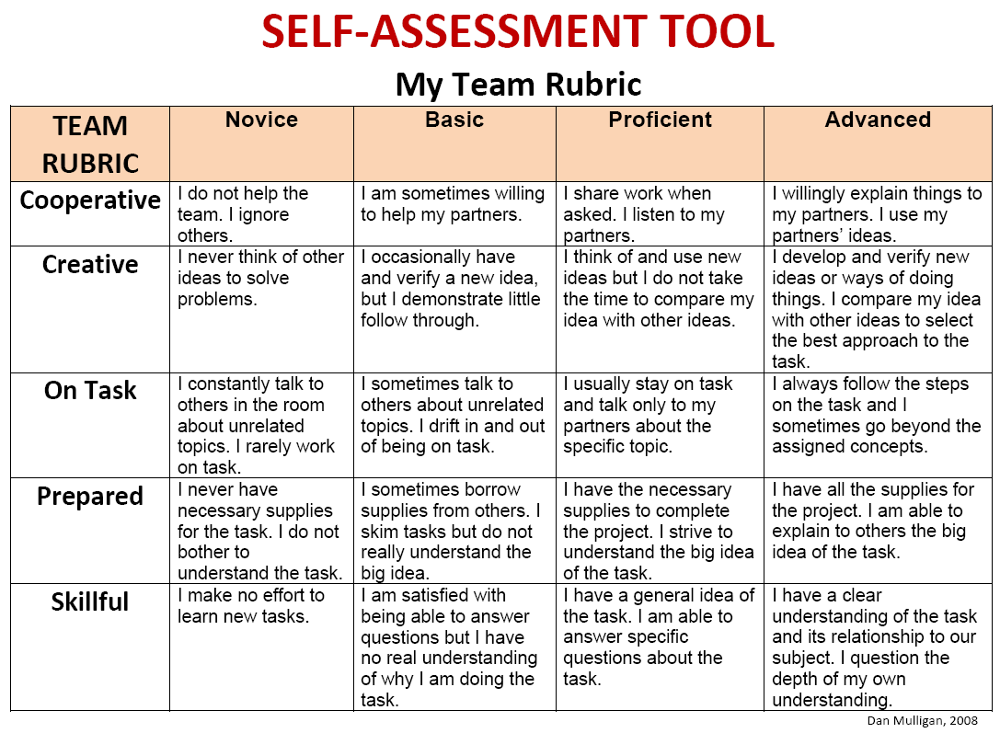 SELF-ASSESSMENT TOOL
My Team Rubric
TEAM
RUBRIC
Novice
Basic
Proficient
Advanced
Cooperative
I do not help the
team. I ignore
others.
I am sometimes willing
to help my partners.
I share work when
asked. I listen to my
partners.
I willingly explain things to
my partners. I use my
partners’ ideas.
Creative
I never think of other
ideas to solve
problems.
I occasionally have
and verify a new idea,
but I demonstrate little
follow through.
I think of and use new
ideas but I do not take
the time to compare my
idea with other ideas.
I develop and verify new
ideas or ways of doing
things. I compare my idea
with other ideas to select
the best approach to the
task.
On Task
I constantly talk to
others in the room
about unrelated
topics. I rarely work
on task.
I sometimes talk to
others about unrelated
topics. I drift in and out
of being on task.
I usually stay on task
and talk only to my
partners about the
specific topic.
I always follow the steps
on the task and I
sometimes go beyond the
assigned concepts.
Prepared
I never have
necessary supplies
for the task. I do not
bother to
understand the task.
I sometimes borrow
supplies from others. I
skim tasks but do not
really understand the
big idea.
I have the necessary
supplies to complete
the project. I strive to
understand the big idea
of the task.
I have all the supplies for
the project. I am able to
explain to others the big
idea of the task.
Skillful
I make no effort to
learn new tasks.
I am satisfied with
being able to answer
questions but I have
no real understanding
of why I am doing the
task.
I have a general idea of
the task. I am able to
answer specific
questions about the
task.
I have a clear
understanding of the task
and its relationship to our
subject. I question the
depth of my own
understanding.
Dan Mulligan, 2008